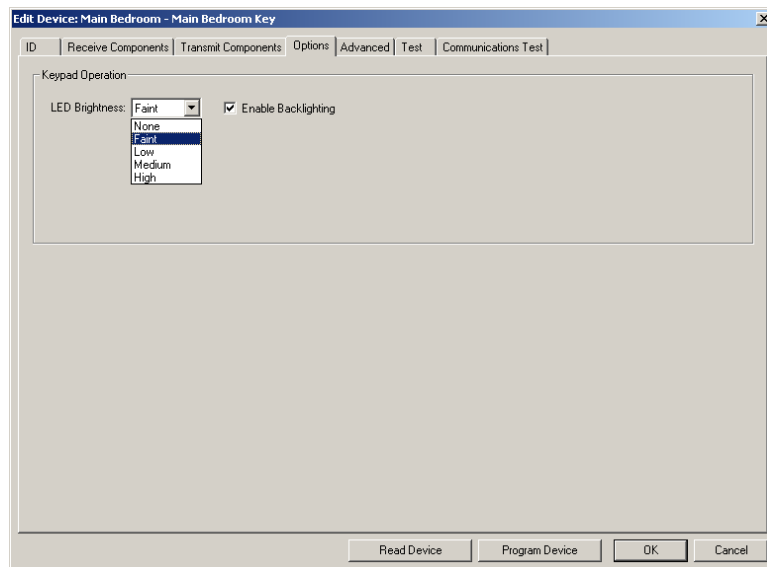 Edit Device: Main Bedroom - Main Bedroom Key
ID Receive Components Transmit Components Options Advanced Test Communications Test
Keypad Operation
LED Brightness: Faint Enable Backlighting
None
Faint
Low
Medium
High
Read Device Program Device OK Cancel